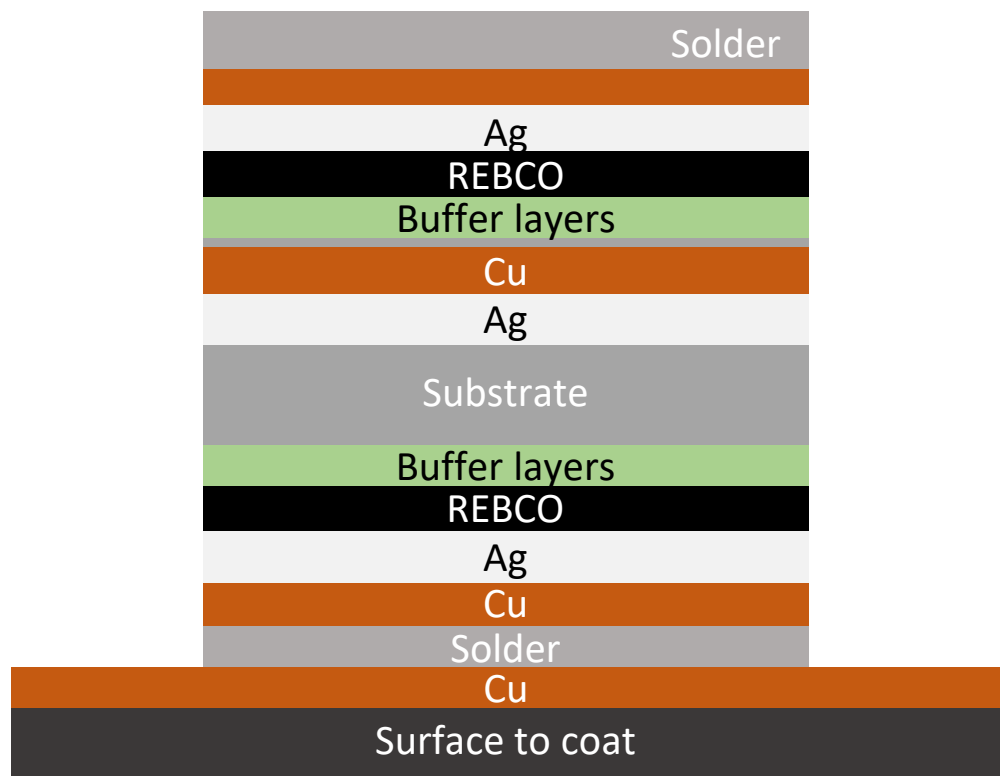 Solder
Ag
REBCO
Buffer layers
Cu
Ag
Substrate
Buffer layers
REBCO
Ag
Cu
Solder
Cu
Surface to coat